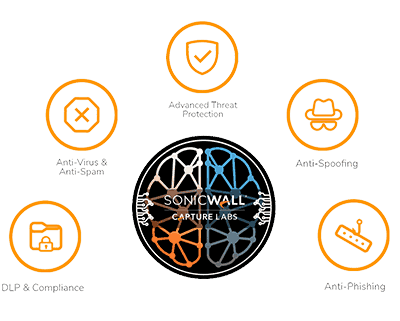 Advanced Threat
Protection
Anti-Virus &
Anti-Spam
Anti-Spoofing
SONICWALL
CAPTURE LABS
DLP & Compliance
Anti-Phishing